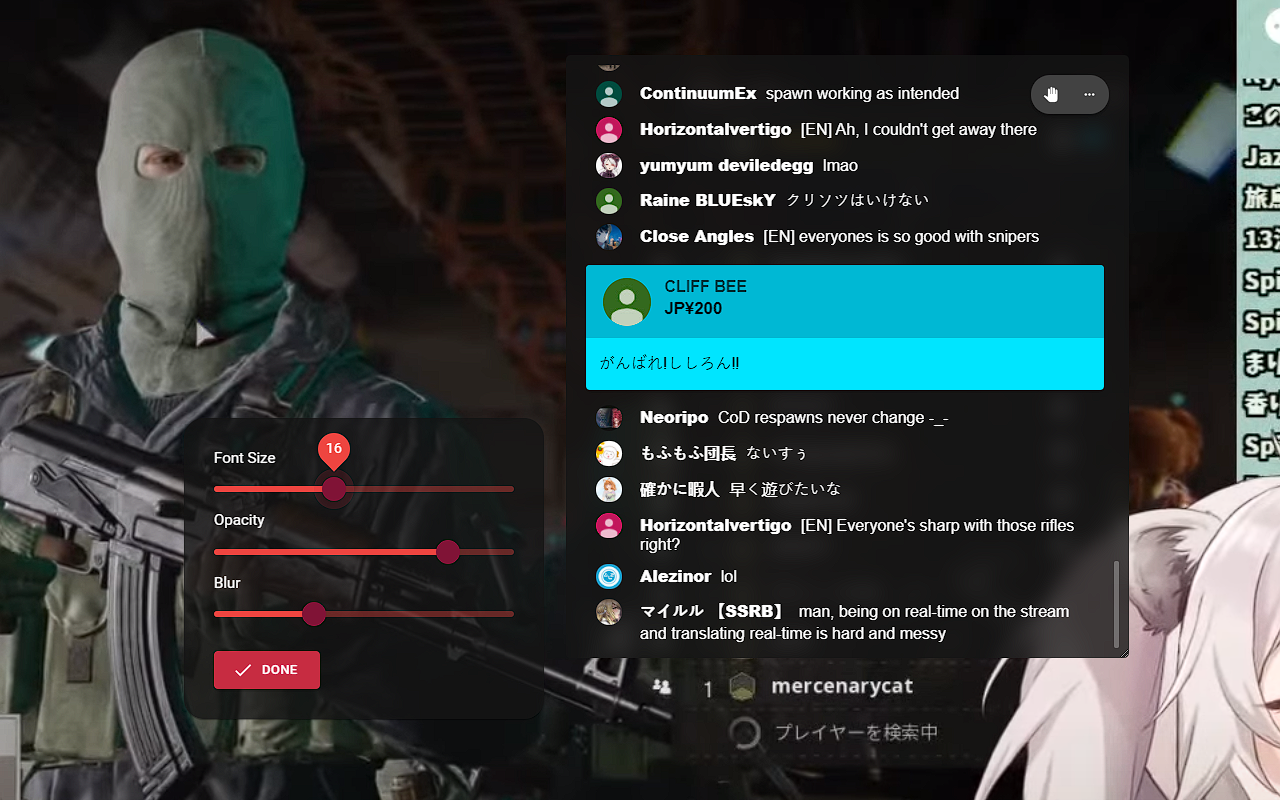 ContinuumEx spawn working as intended
Horizontalvertigo [EN] Ah, I couldn't get away there
yumyum deviledegg lmao
Raine BLUEskY クリソツはいけない
Close Angles [EN] everyones is so good with snipers
CLIFF BEE
JP¥200
がんばれ!ししろん!!
Neoripo CoD respawns never change -_-
もふもふ団長 ないすぅ
確かに暇人 早く遊びたいな
Horizontalvertigo [EN] Everyone's sharp with those rifles
right?
Alezinor lol
マイルル 【SSRB】 man, being on real-time on the stream
and translating real-time is hard and messy
Font Size
16
Opacity
Blur
DONE
1 mercenarycat
プレイヤーを検索中
この
Jaz
13
Spi
Spi
まり
香り